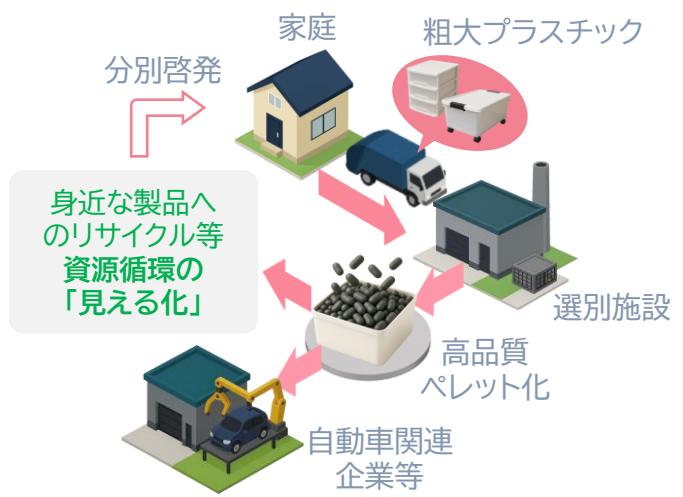 家庭
粗大プラスチック
分別啓発
身近な製品へ
のリサイクル等
資源循環の
「見える化」
選別施設
高品質
ペレット化
自動車関連
企業等